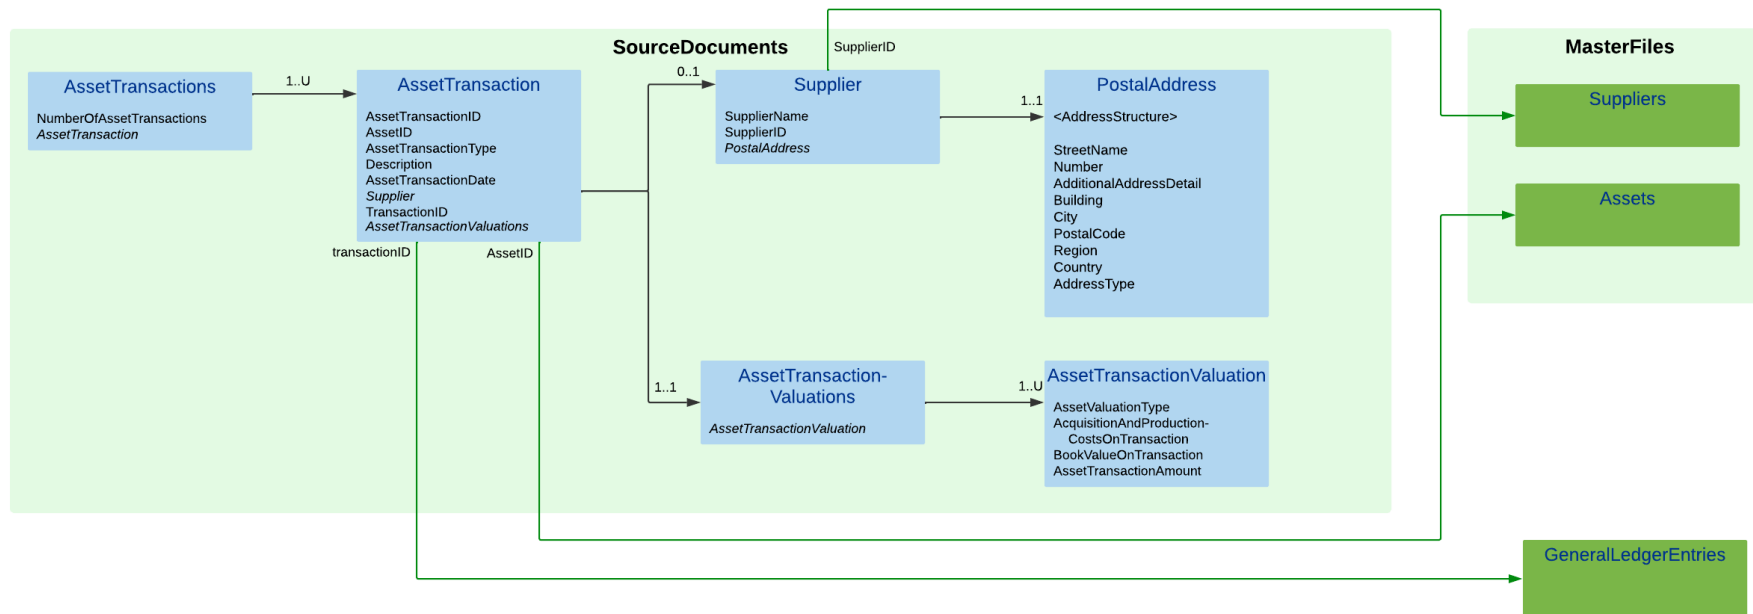 SourceDocuments
AssetTransactions
NumberOfAssetTransactions
AssetTransaction
1..U
AssetTransaction
AssetTransactionID
AssetID
AssetTransactionType
Description
AssetTransactionDate
Supplier
TransactionID
AssetTransactionValuations
transactionID
AssetID
0..1
SupplierID
Supplier
SupplierName
SupplierID
PostalAddress
1..1
PostalAddress
<AddressStructure>
StreetName
Number
AdditionalAddressDetail
Building
City
PostalCode
Region
Country
AddressType
1..1
AssetTransaction-
Valuations
AssetTransactionValuation
1..U
AssetTransactionValuation
AssetValuationType
AcquisitionAndProduction-
CostsOnTransaction
BookValueOnTransaction
AssetTransactionAmount
MasterFiles
Suppliers
Assets
GeneralLedgerEntries